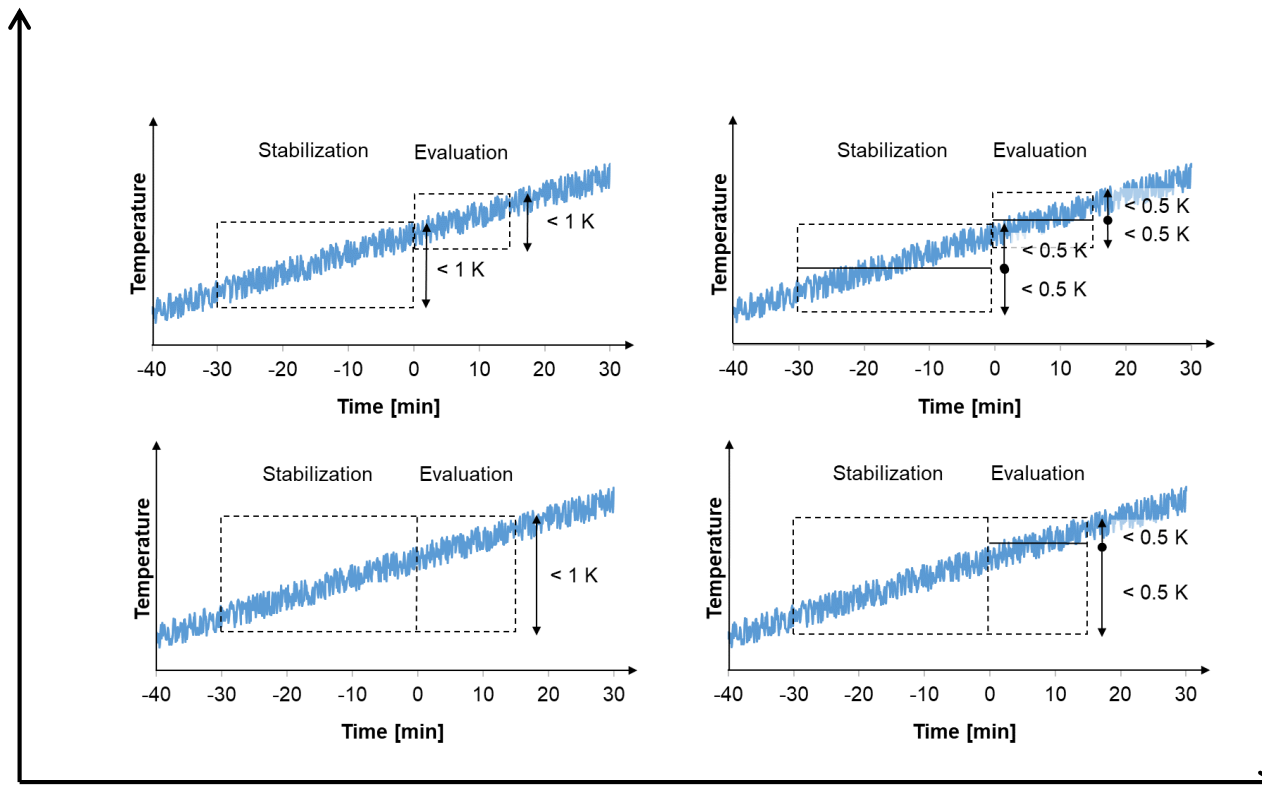 Stabilization Evaluation
Temperature
< 1 K
< 1 K
-40 -30 -20 -10 0 10 20 30
Time [min]
Stabilization Evaluation
Temperature
< 0.5 K
< 0.5 K
< 0.5 K
< 0.5 K
-40 -30 -20 -10 0 10 20 30
Time [min]
Stabilization Evaluation
Temperature
< 1 K
-40 -30 -20 -10 0 10 20 30
Time [min]
Stabilization Evaluation
Temperature
< 0.5 K
< 0.5 K
-40 -30 -20 -10 0 10 20 30
Time [min]